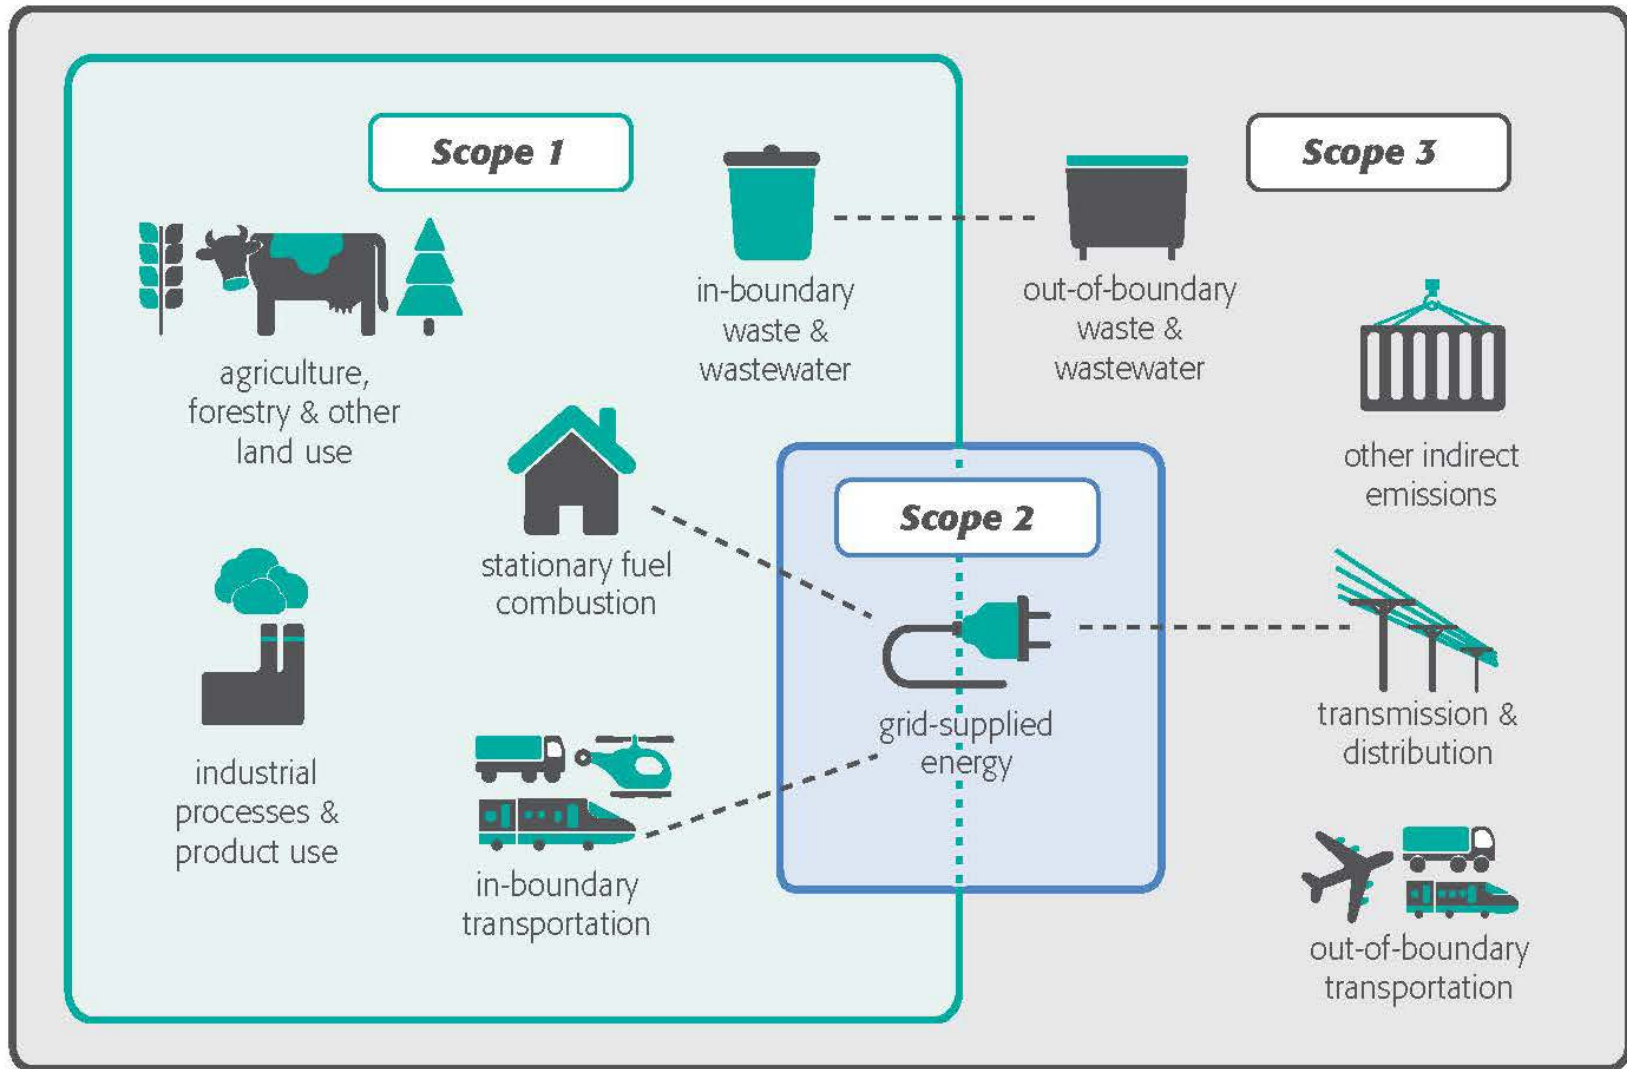 Scope 1
Scope 3
in-boundary
waste &
wastewater
out-of-boundary
waste &
wastewater
agriculture,
forestry & other
land use
other indirect
emissions
Scope 2
stationary fuel
combustion
grid-supplied
energy
transmission &
distribution
industrial
processes &
product use
in-boundary
transportation
out-of-boundary
transportation